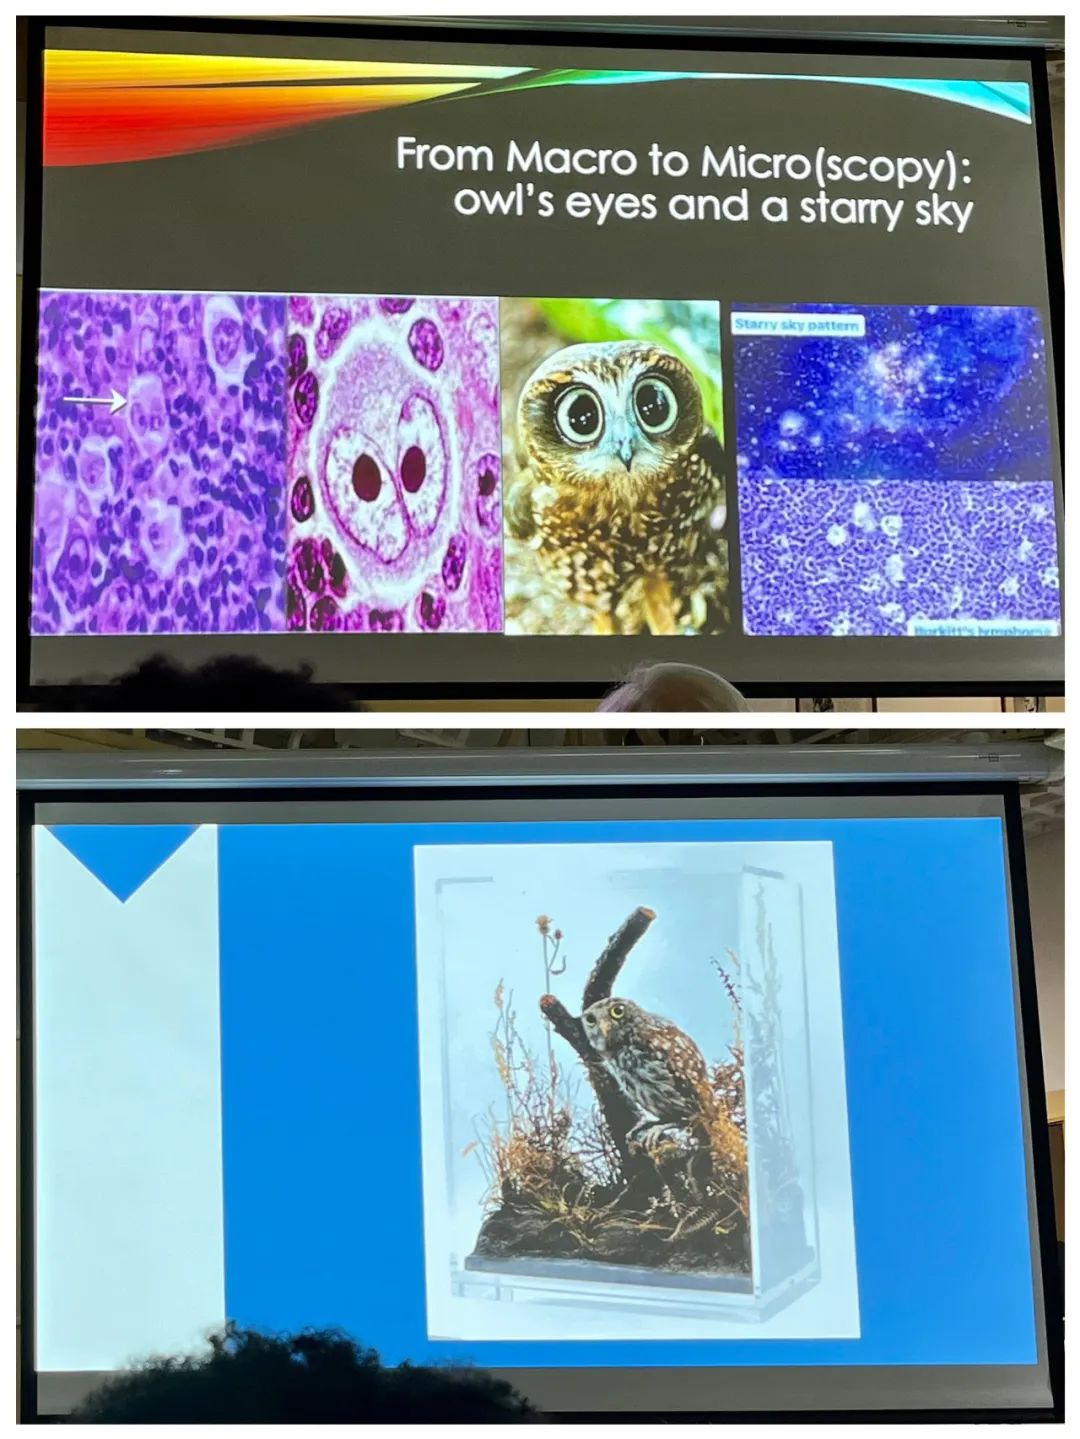 From Macro to Micro(scopy):
owl's eyes and a starry sky
Starry sky pattern
Burkitt's lymphoma